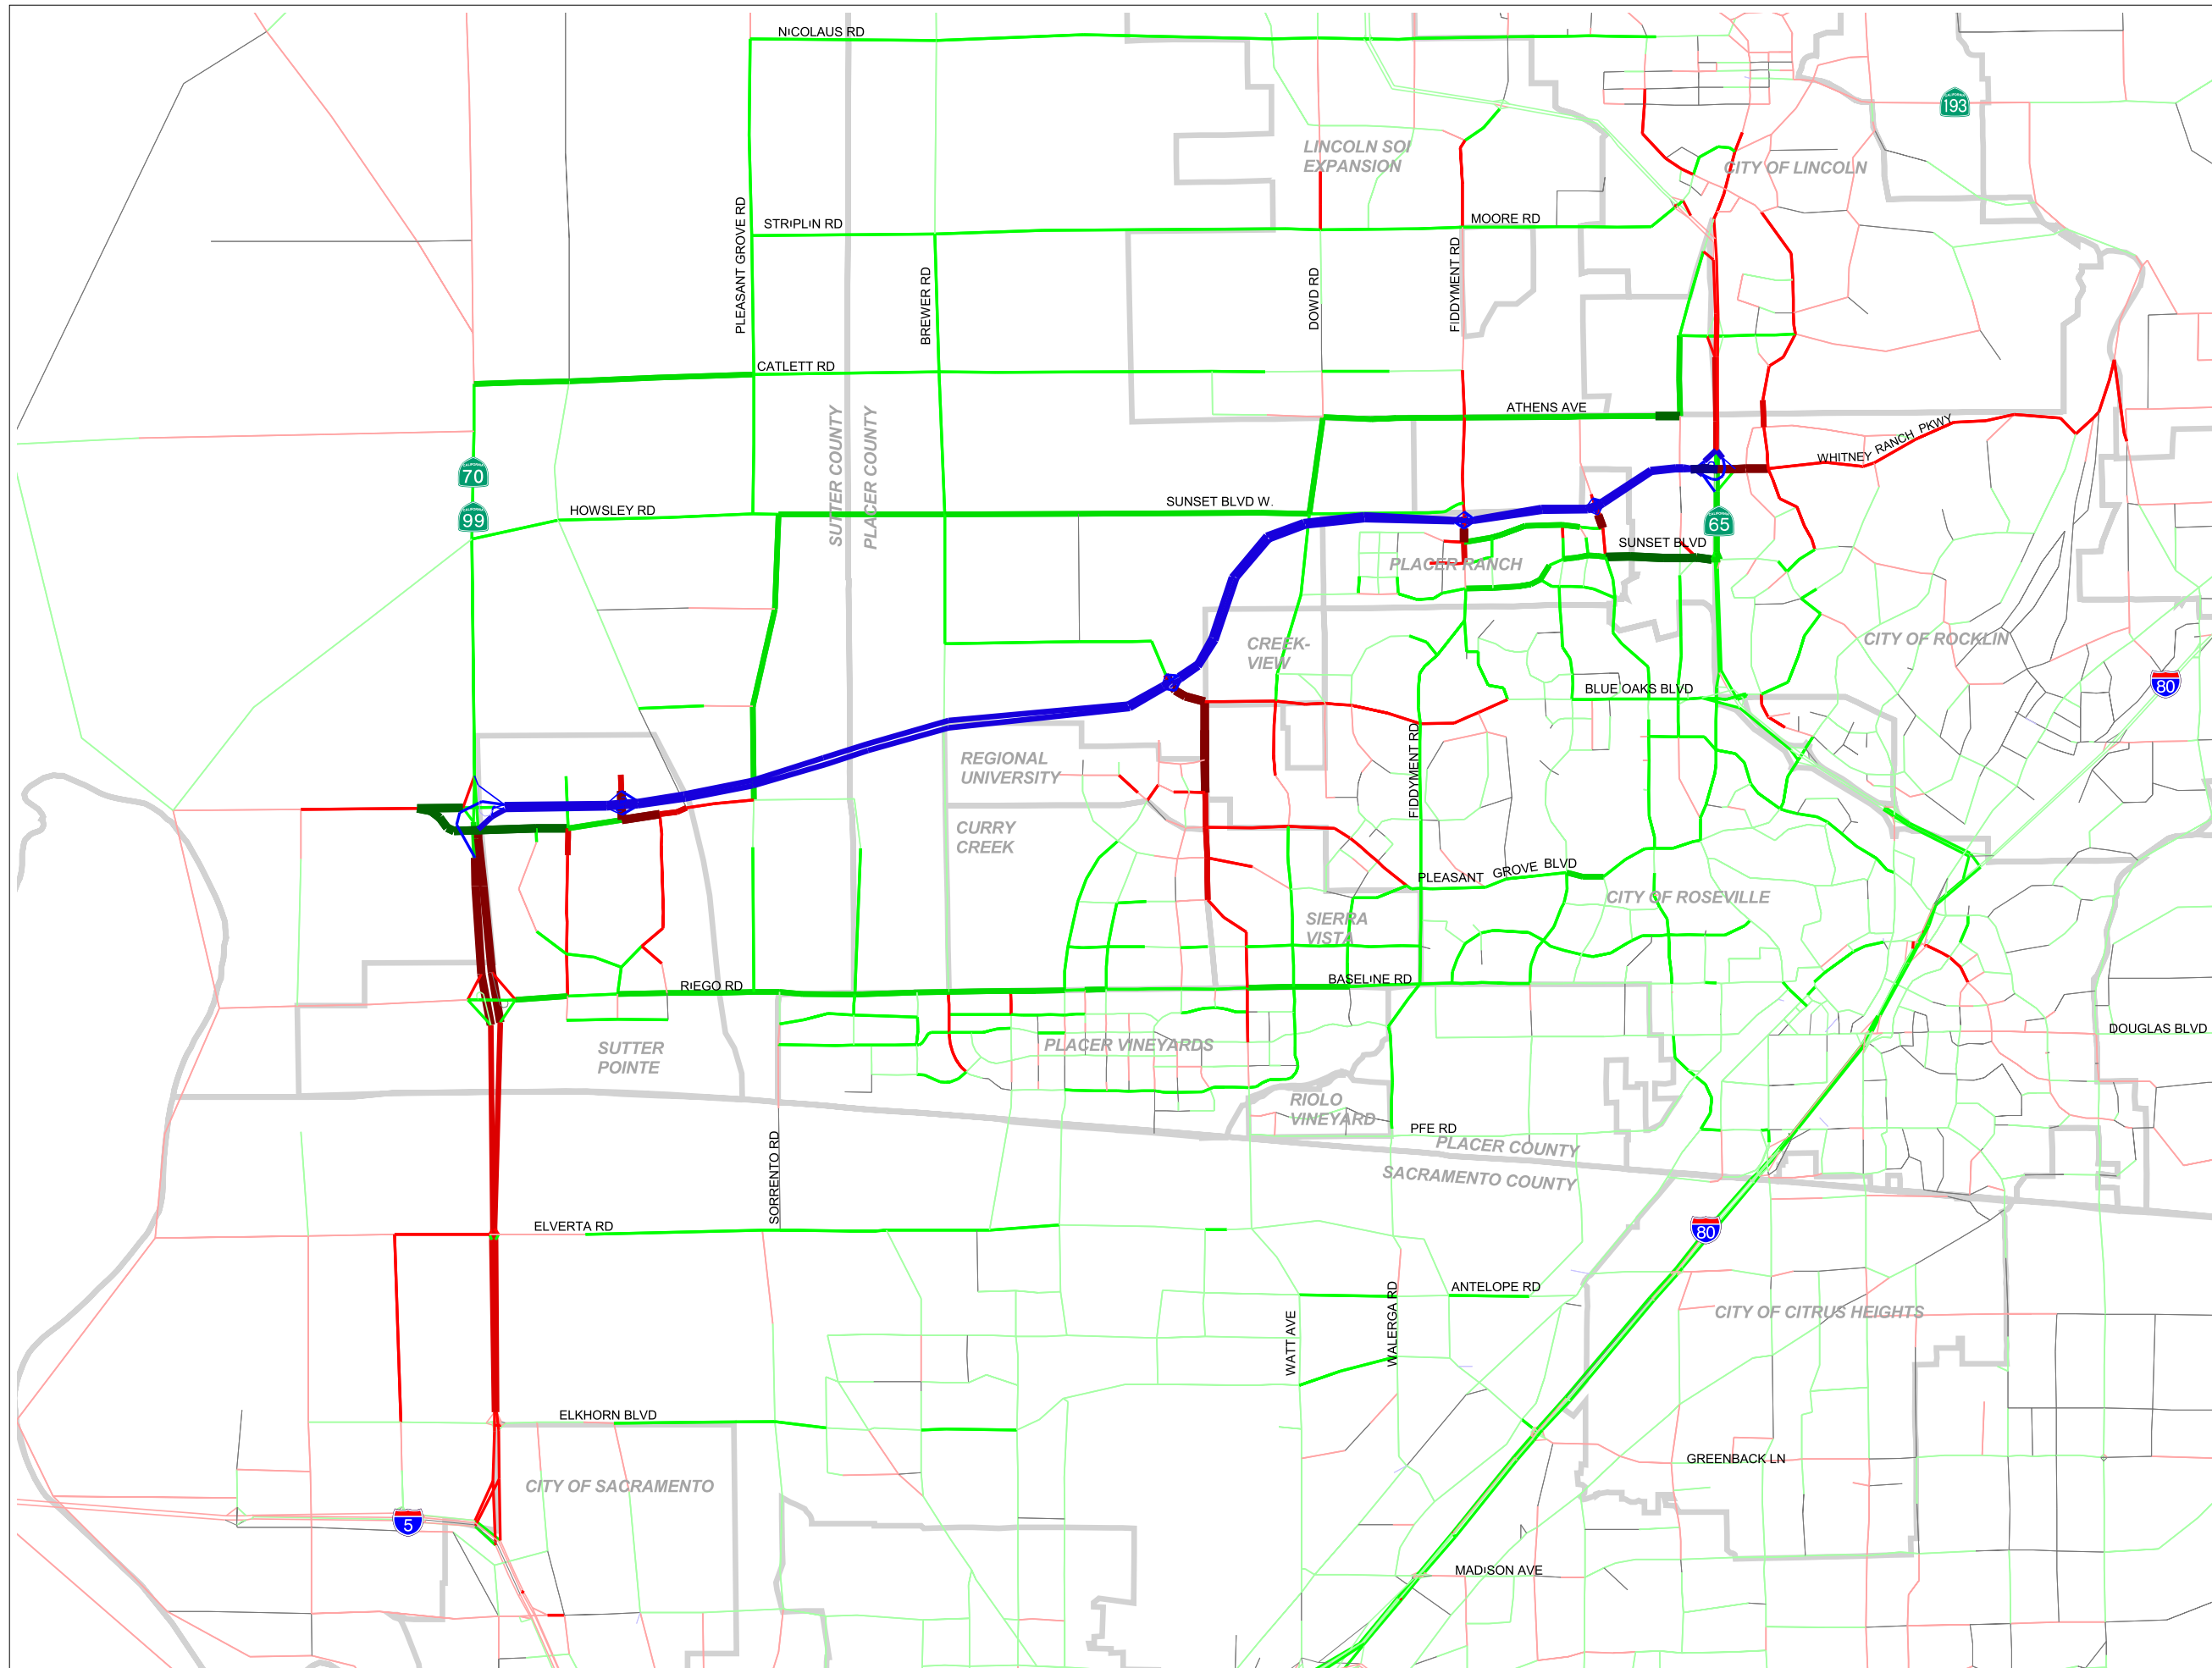 NICOLAUS RD
CALIFORNIA
193
LINCOLN SOI
EXPANSION
CITY OF LINCOLN
PLEASANT GROVE RD
STRIPLIN RD
MOORE RD
BREWER RD
DOWD RD
FIDDYMENT RD
CATLETT RD
ATHENS AVE
SUTTER COUNTY
PLACER COUNTY
WHITNEY RANCH PKWY
CALIFORNIA
70
CALIFORNIA
99
HOWSLEY RD
SUNSET BLVD W.
CALIFORNIA
65
SUNSET BLVD
PLACER RANCH
CREEK-
VIEW
CITY OF ROCKLIN
80
BLUE OAKS BLVD
REGIONAL
UNIVERSITY
FIDDYMENT RD
CURRY
CREEK
PLEASANT GROVE BLVD
CITY OF ROSEVILLE
SIERRA
VISTA
RIEGO RD
BASELINE RD
SUTTER
POINTE
PLACER VINEYARDS
DOUGLAS BLVD
RIOLO
VINEYARD
PFE RD
PLACER COUNTY
SACRAMENTO COUNTY
SORRENTO RD
ELVERTA RD
80
ANTELOPE RD
WATT AVE
WALERGA RD
CITY OF CITRUS HEIGHTS
ELKHORN BLVD
GREENBACK LN
CITY OF SACRAMENTO
5
MADISON AVE